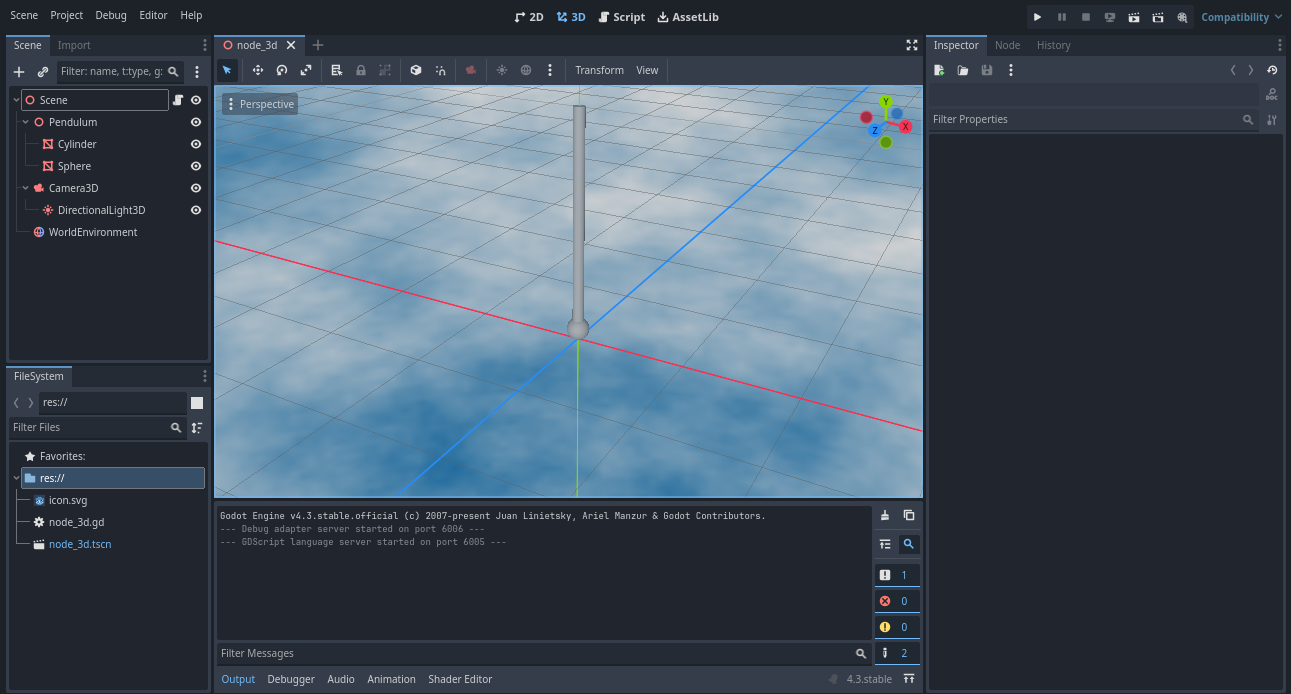 Scene Project Debug Editor Help
2D 3D Script AssetLib
Compatibility
Scene Import
Filter: name, t:type, g:
Scene
Pendulum
Cylinder
Sphere
Camera3D
DirectionalLight3D
WorldEnvironment
FileSystem
res://
Filter Files
Favorites:
res://
icon.svg
node_3d.gd
node_3d.tscn
node_3d
Transform View
Perspective
Y
X
Z
Godot Engine v4.3.stable.official (c) 2007-present Juan Linietsky, Ariel Manzur & Godot Contributors.
--- Debug adapter server started on port 6006 ---
--- GDScript language server started on port 6005 ---
1
0
0
2
Filter Messages
Output Debugger Audio Animation Shader Editor
4.3.stable
Inspector Node History
Filter Properties